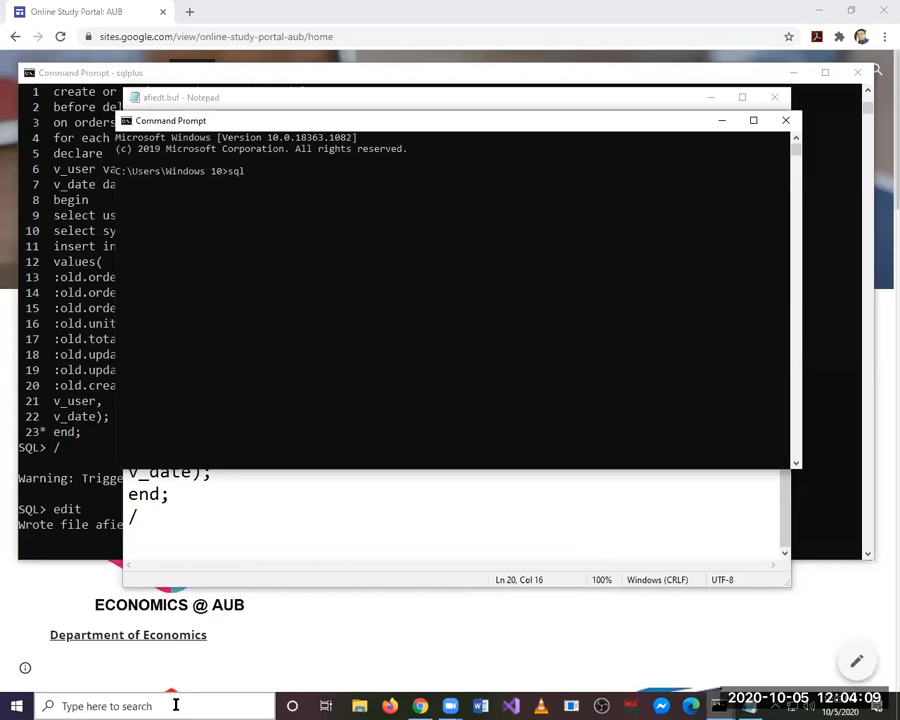 Online Study Portal: AUB
sites.google.com/view/online-study-portal-aub/home
Command Prompt - sqlplus
1 create or
2 before del
3 on orders
4 for each
5 declare
6 v_user va
7 v_date da
8 begin
9 select us
10 select sy
11 insert in
12 values(
13 :old.orde
14 :old.orde
15 :old.orde
16 :old.unit
17 :old.tota
18 :old.upda
19 :old.upda
20 :old.crea
21 v_user,
22 v_date);
23* end;
SQL> /
Warning: Trigge
SQL> edit
Wrote file afie
afiedt.buf - Notepad
Command Prompt
Microsoft Windows [Version 10.0.18363.1082]
(c) 2019 Microsoft Corporation. All rights reserved.
C:\Users\Windows 10>sql
v_date);
end;
/
Ln 20, Col 16
100%
Windows (CRLF)
UTF-8
ECONOMICS @ AUB
Department of Economics
Type here to search
2020-10-05 12:04:09
10/5/2020